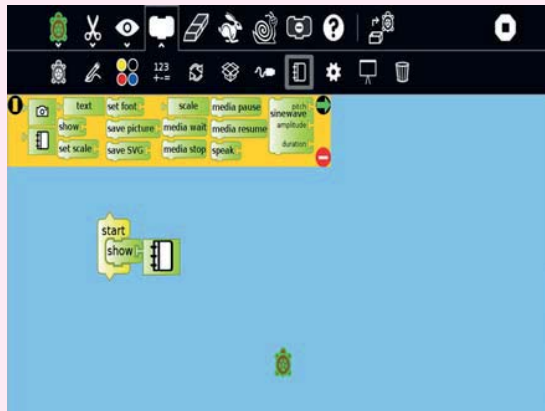 ?
123
+-=
text set font scale media pause pitch
sinewave
show save picture media wait media resume amplitude
set scale save SVG media stop speak duration
start
show